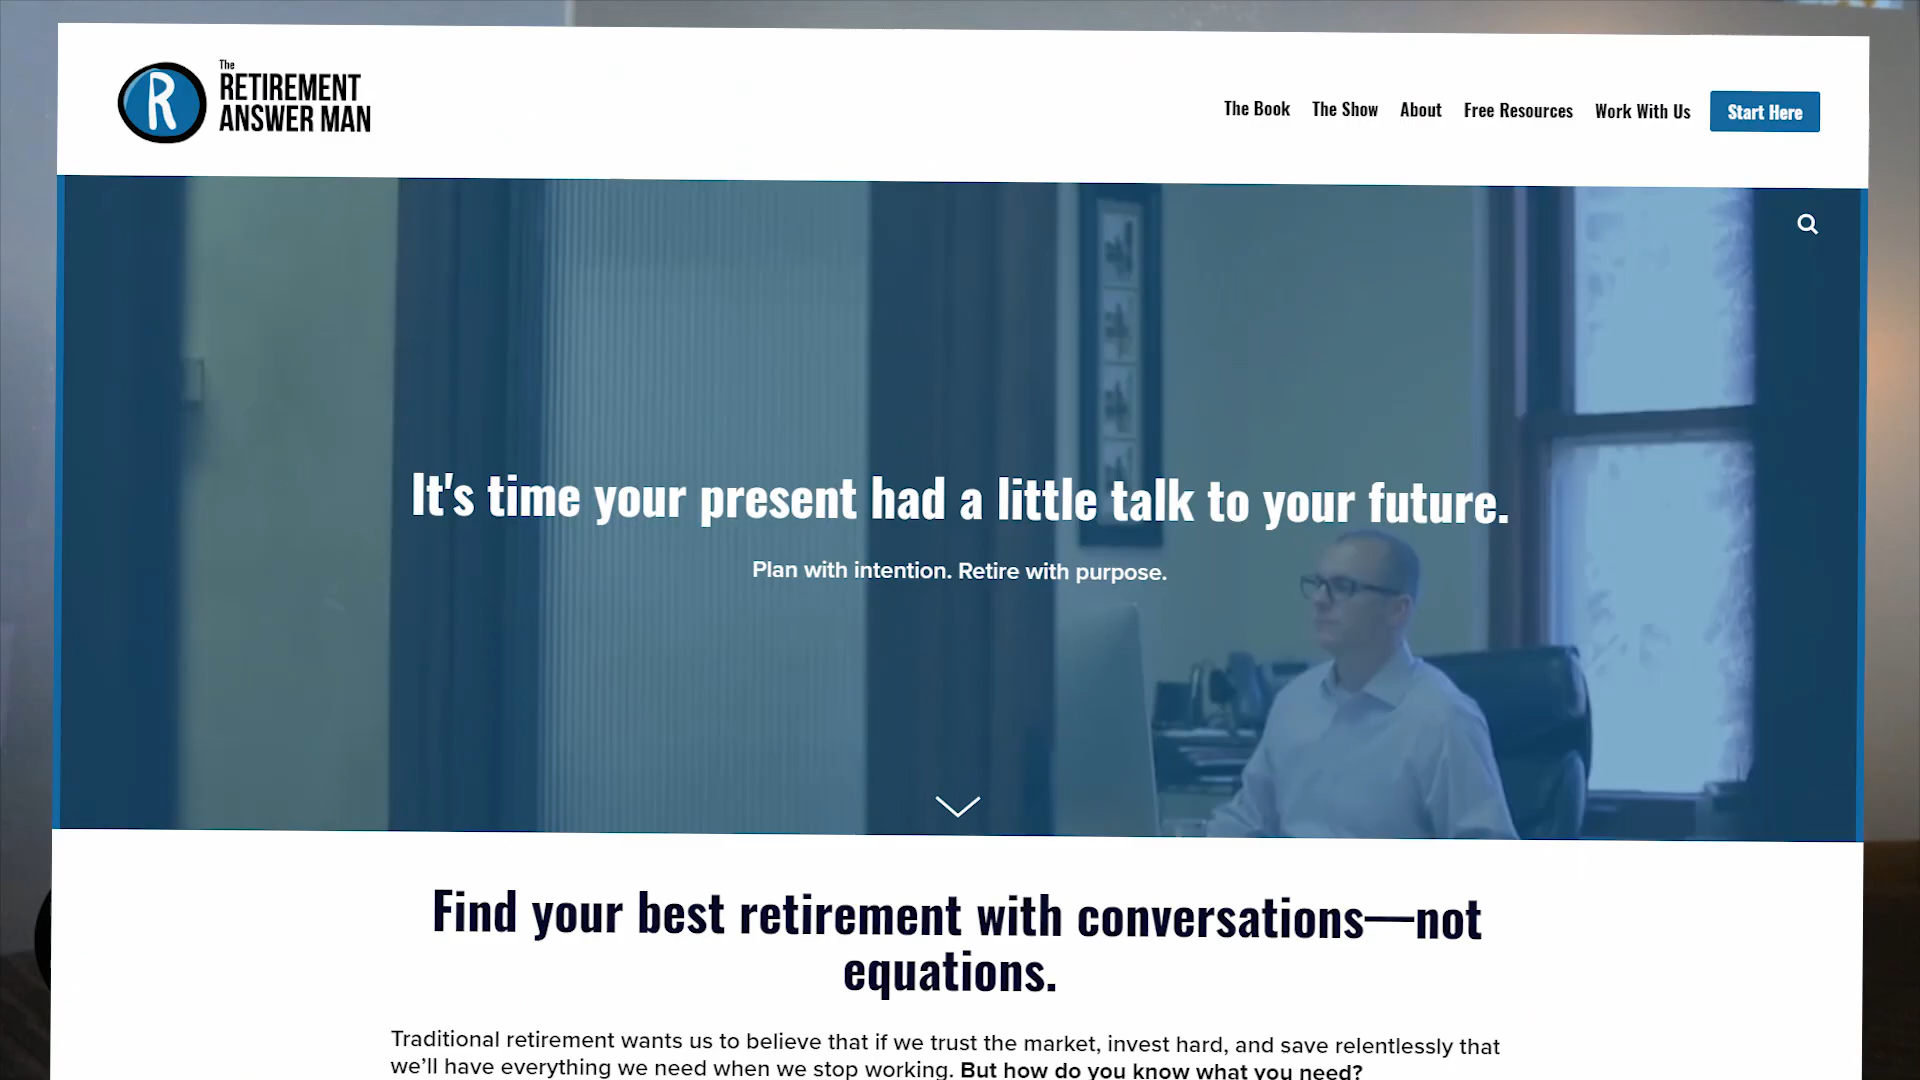 The
RETIREMENT
ANSWER MAN
R
The Book
The Show
About
Free Resources
Work With Us
Start Here
It's time your present had a little talk to your future.
Plan with intention. Retire with purpose.
Find your best retirement with conversations—not
equations.
Traditional retirement wants us to believe that if we trust the market, invest hard, and save relentlessly that
we’ll have everything we need when we stop working. But how do you know what you need?